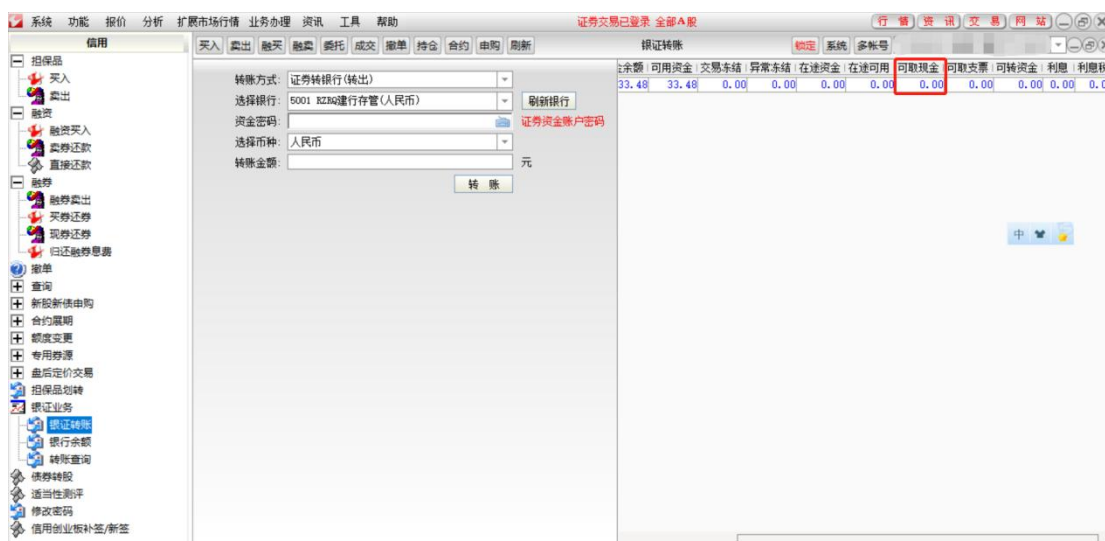 系统 功能 报价 分析 扩展市场行情 业务办理 资讯 工具 帮助 证券交易已登录 全部A股 行 情 资 讯 交 易 网 站
信用 买入 卖出 融买 融卖 委托 成交 撤单 持仓 合约 申购 刷新 银证转账 锁定 系统 多帐号
担保品
买入
卖出
融资
融资买入
卖券还款
直接还款
融券
融券卖出
买券还券
现券还券
归还融券息费
撤单
查询
新股新债申购
合约展期
额度变更
专用券源
盘后定价交易
担保品划转
银证业务
银证转账
银行余额
转账查询
债券转股
适当性测评
修改密码
信用创业板补签/新签
转账方式: 证券转银行(转出)
选择银行: 5001 RZRQ建行存管(人民币) 刷新银行
资金密码: 证券资金账户密码
选择币种: 人民币
转账金额: 元
转 账
余额 可用资金 交易冻结 异常冻结 在途资金 在途可用 可取现金 可取支票 可转资金 利息 利息税
33.48 33.48 0.00 0.00 0.00 0.00 0.00 0.00 0.00 0.00 0.0
中